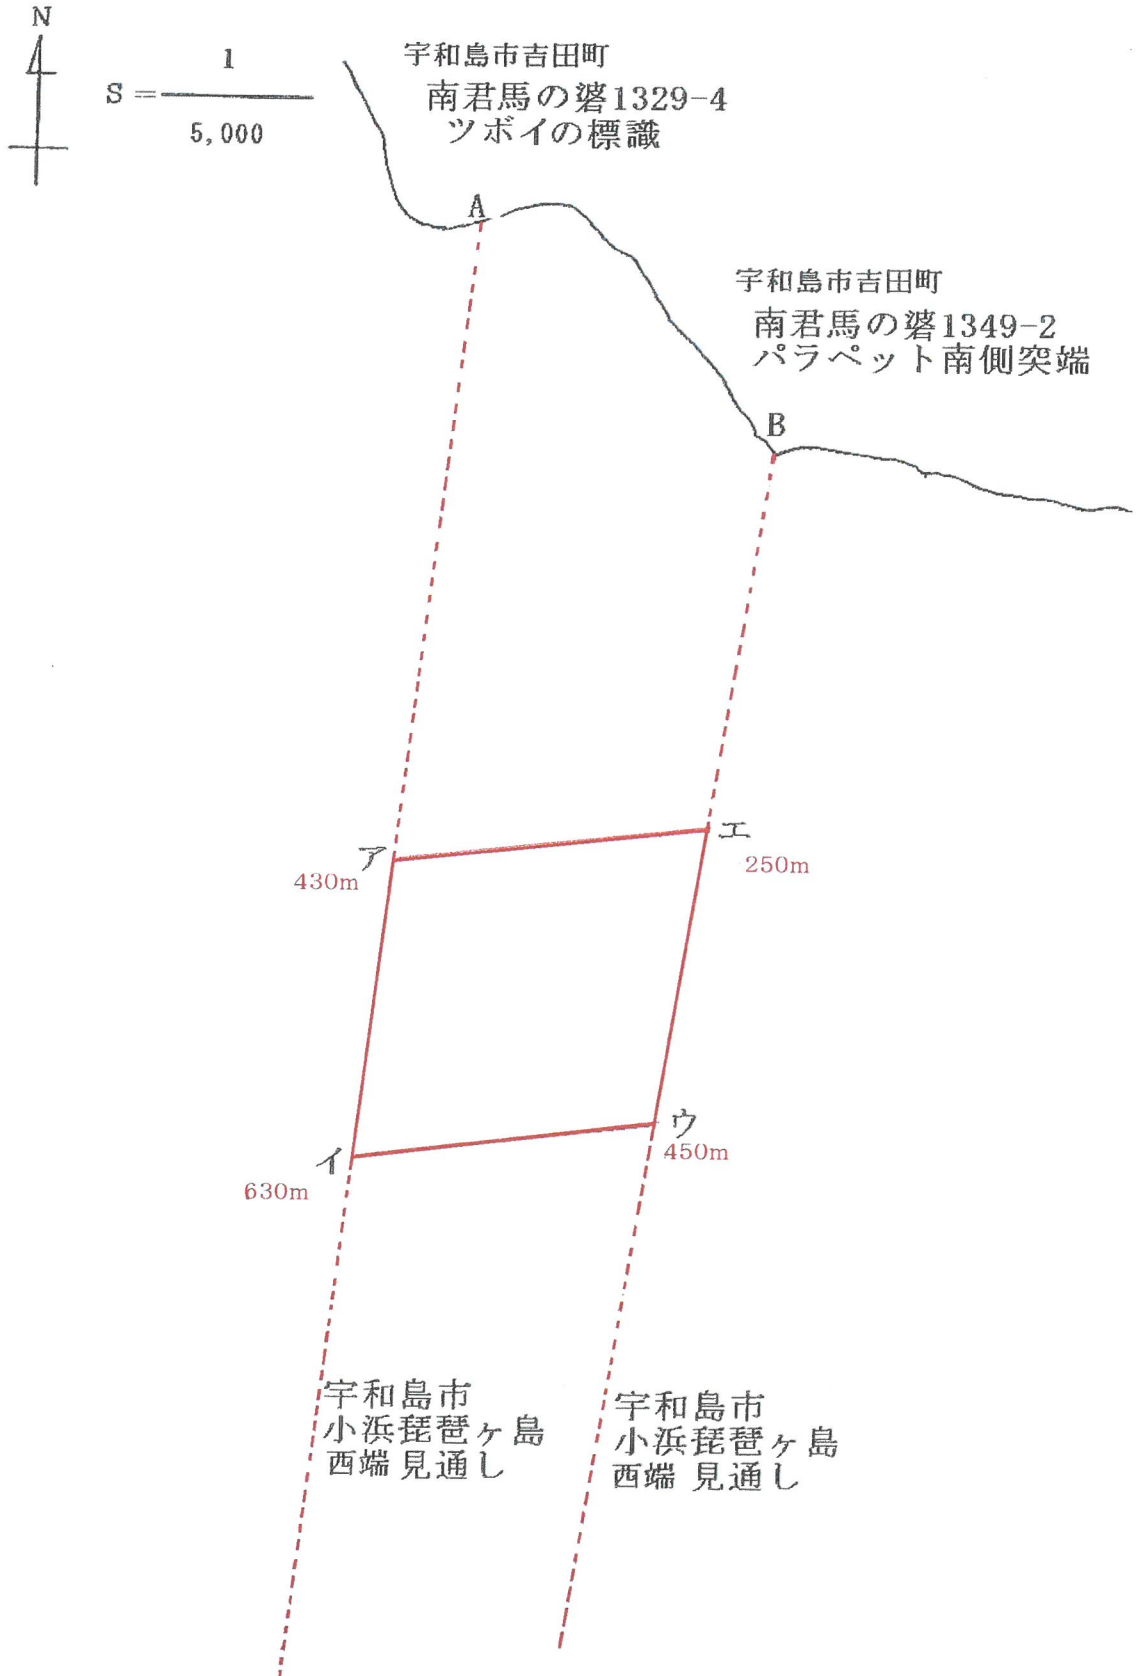 N
S = 1 / 5,000
宇和島市吉田町
南君馬の碆1329-4
ツボイの標識
A
宇和島市吉田町
南君馬の碆1349-2
パラペット南側突端
B
ア
430m
エ
250m
イ
630m
ウ
450m
宇和島市
小浜琵琶ヶ島
西端 見通し
宇和島市
小浜琵琶ヶ島
西端 見通し